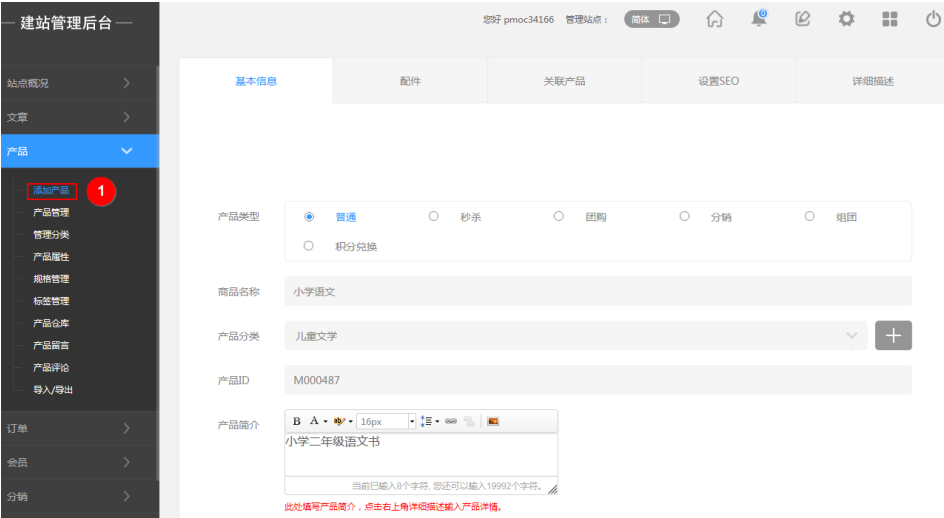 建站管理后台
您好 pmoc34166 管理站点： 简体
0
站点概况
文章
产品
添加产品
1
产品管理
管理分类
产品属性
规格管理
标签管理
产品仓库
产品留言
产品评论
导入/导出
订单
会员
分销
基本信息 配件 关联产品 设置SEO 详细描述
产品类型 普通 秒杀 团购 分销 组团
积分兑换
商品名称 小学语文
产品分类 儿童文学
产品ID M000487
产品简介 B A ab 16px
小学二年级语文书
当前已输入8个字符, 您还可以输入19992个字符。
此处填写产品简介，点击右上角详细描述输入产品详情。